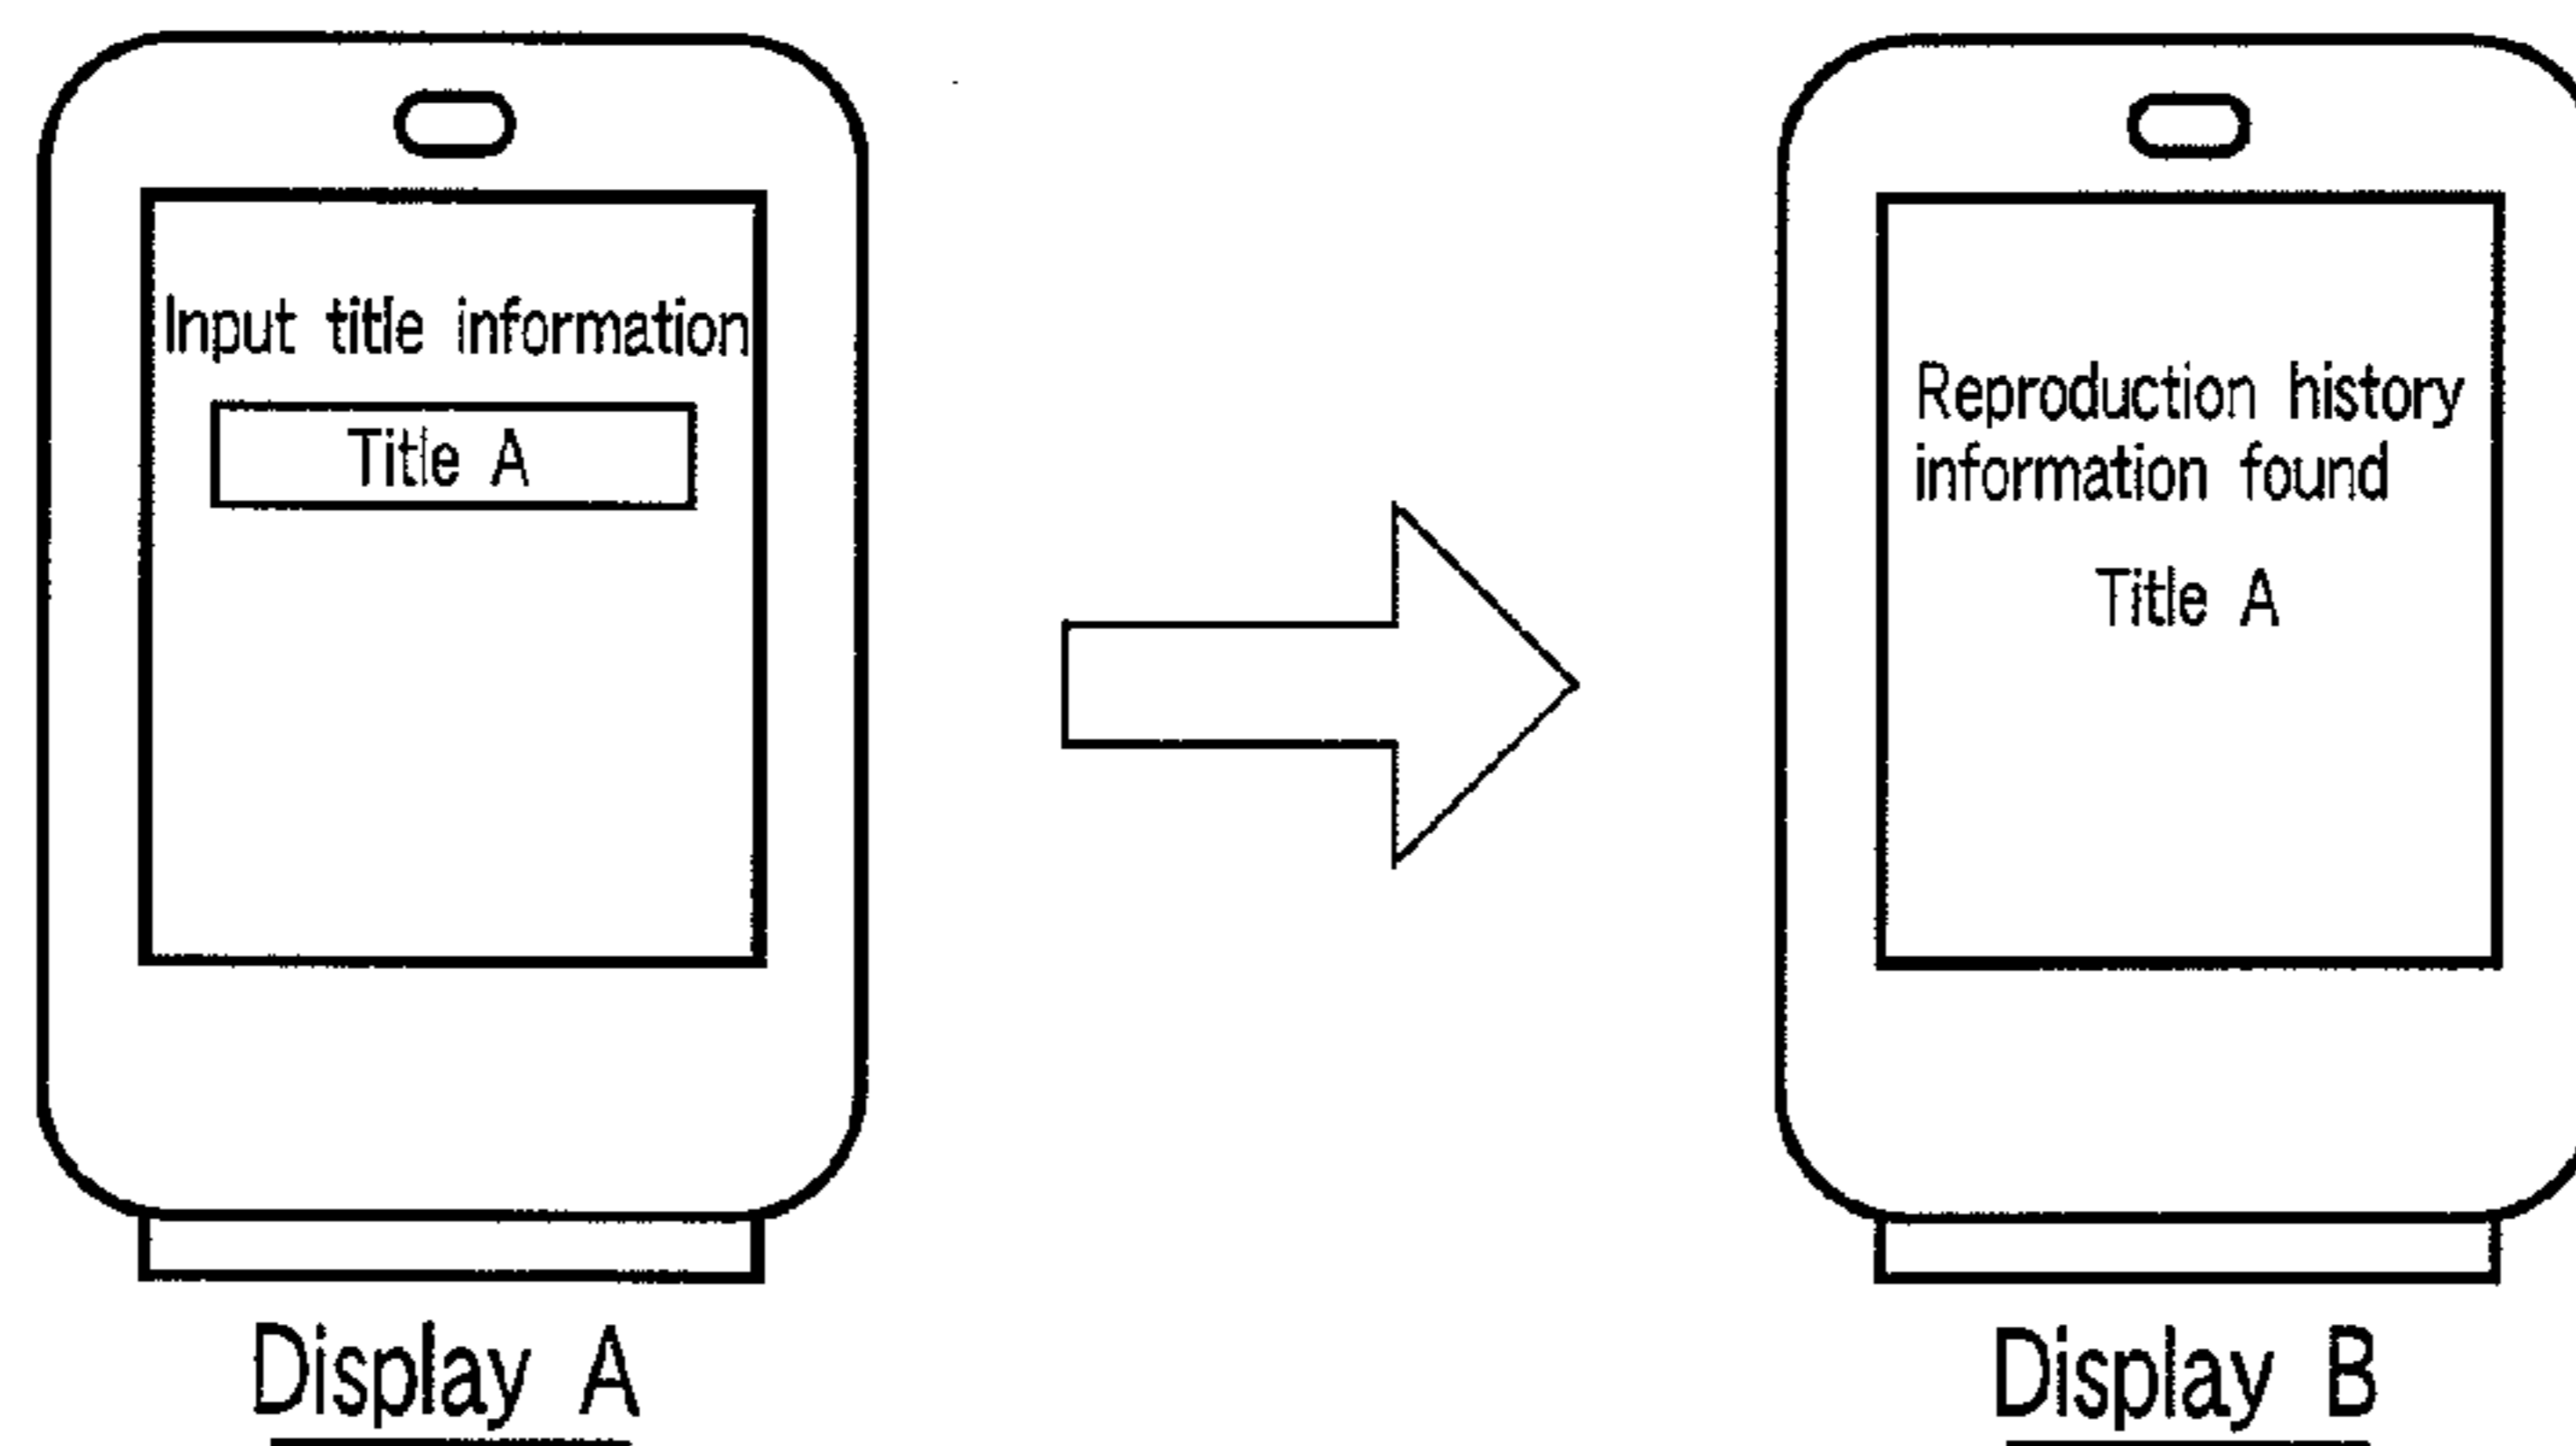 Input title information
Title A
Display A
Reproduction history
information found
Title A
Display B